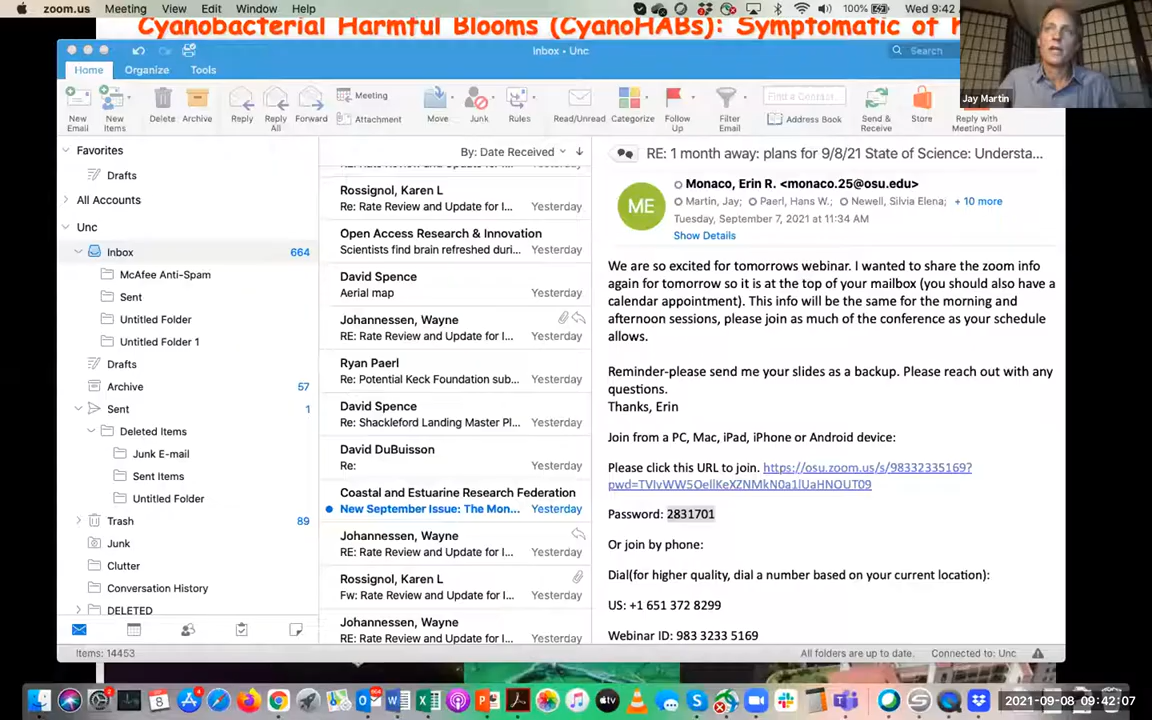 zoom.us Meeting View Edit Window Help
100% Wed 9:42
Cyanobacterial Harmful Blooms (CyanoHABs): Symptomatic of
Inbox • Unc
Search
Home Organize Tools
New Email
New Items
Delete
Archive
Reply
Reply All
Forward
Meeting
Attachment
Move
Junk
Rules
Read/Unread
Categorize
Follow Up
Filter Email
Find a Contact
Address Book
Send & Receive
Store
Reply with Meeting Poll
Jay Martin
Favorites
Drafts
All Accounts
Unc
Inbox 664
McAfee Anti-Spam
Sent
Untitled Folder
Untitled Folder 1
Drafts
Archive 57
Sent 1
Deleted Items
Junk E-mail
Sent Items
Untitled Folder
Trash 89
Junk
Clutter
Conversation History
DELETED
Items: 14453
By: Date Received
Re: Rate Review and Update for I... Yesterday
Rossignol, Karen L
Re: Rate Review and Update for I... Yesterday
Open Access Research & Innovation
Scientists find brain refreshed duri... Yesterday
David Spence
Aerial map Yesterday
Johannessen, Wayne
RE: Rate Review and Update for I... Yesterday
Ryan Paerl
Re: Potential Keck Foundation sub... Yesterday
David Spence
Re: Shackleford Landing Master Pl... Yesterday
David DuBuisson
Re: Yesterday
Coastal and Estuarine Research Federation
New September Issue: The Mon... Yesterday
Johannessen, Wayne
RE: Rate Review and Update for I... Yesterday
Rossignol, Karen L
Fw: Rate Review and Update for I... Yesterday
Johannessen, Wayne
RE: Rate Review and Update for I... Yesterday
RE: 1 month away: plans for 9/8/21 State of Science: Understa...
ME
Monaco, Erin R. <monaco.25@osu.edu>
Martin, Jay; Paerl, Hans W.; Newell, Silvia Elena; + 10 more
Tuesday, September 7, 2021 at 11:34 AM
Show Details
We are so excited for tomorrows webinar. I wanted to share the zoom info
again for tomorrow so it is at the top of your mailbox (you should also have a
calendar appointment). This info will be the same for the morning and
afternoon sessions, please join as much of the conference as your schedule
allows.
Reminder-please send me your slides as a backup. Please reach out with any
questions.
Thanks, Erin
Join from a PC, Mac, iPad, iPhone or Android device:
Please click this URL to join. https://osu.zoom.us/s/98332335169?
pwd=TVIvWW5OellKeXZNMkN0a1lUaHNOUT09
Password: 2831701
Or join by phone:
Dial(for higher quality, dial a number based on your current location):
US: +1 651 372 8299
Webinar ID: 983 3233 5169
All folders are up to date. Connected to: Unc
2021-09-08 09:42:07